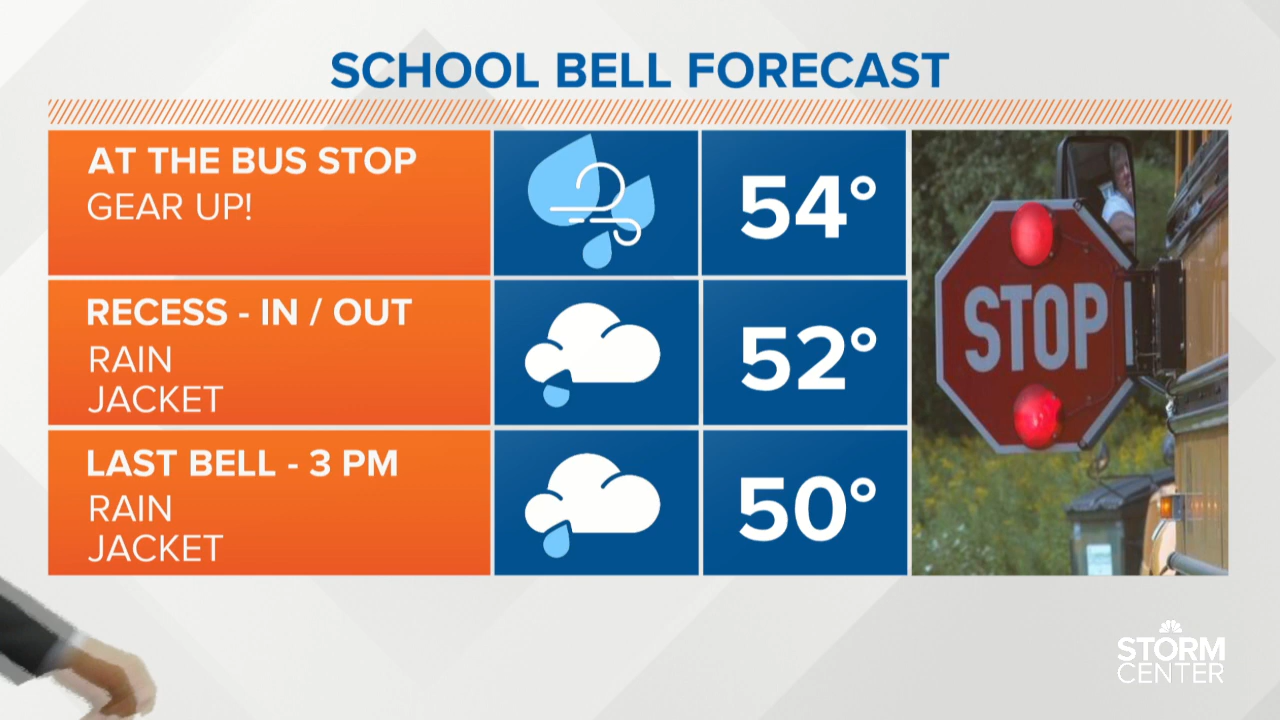 SCHOOL BELL FORECAST
AT THE BUS STOP
GEAR UP!
54°
RECESS - IN / OUT
RAIN
JACKET
52°
LAST BELL - 3 PM
RAIN
JACKET
50°
STOP
STORM
CENTER